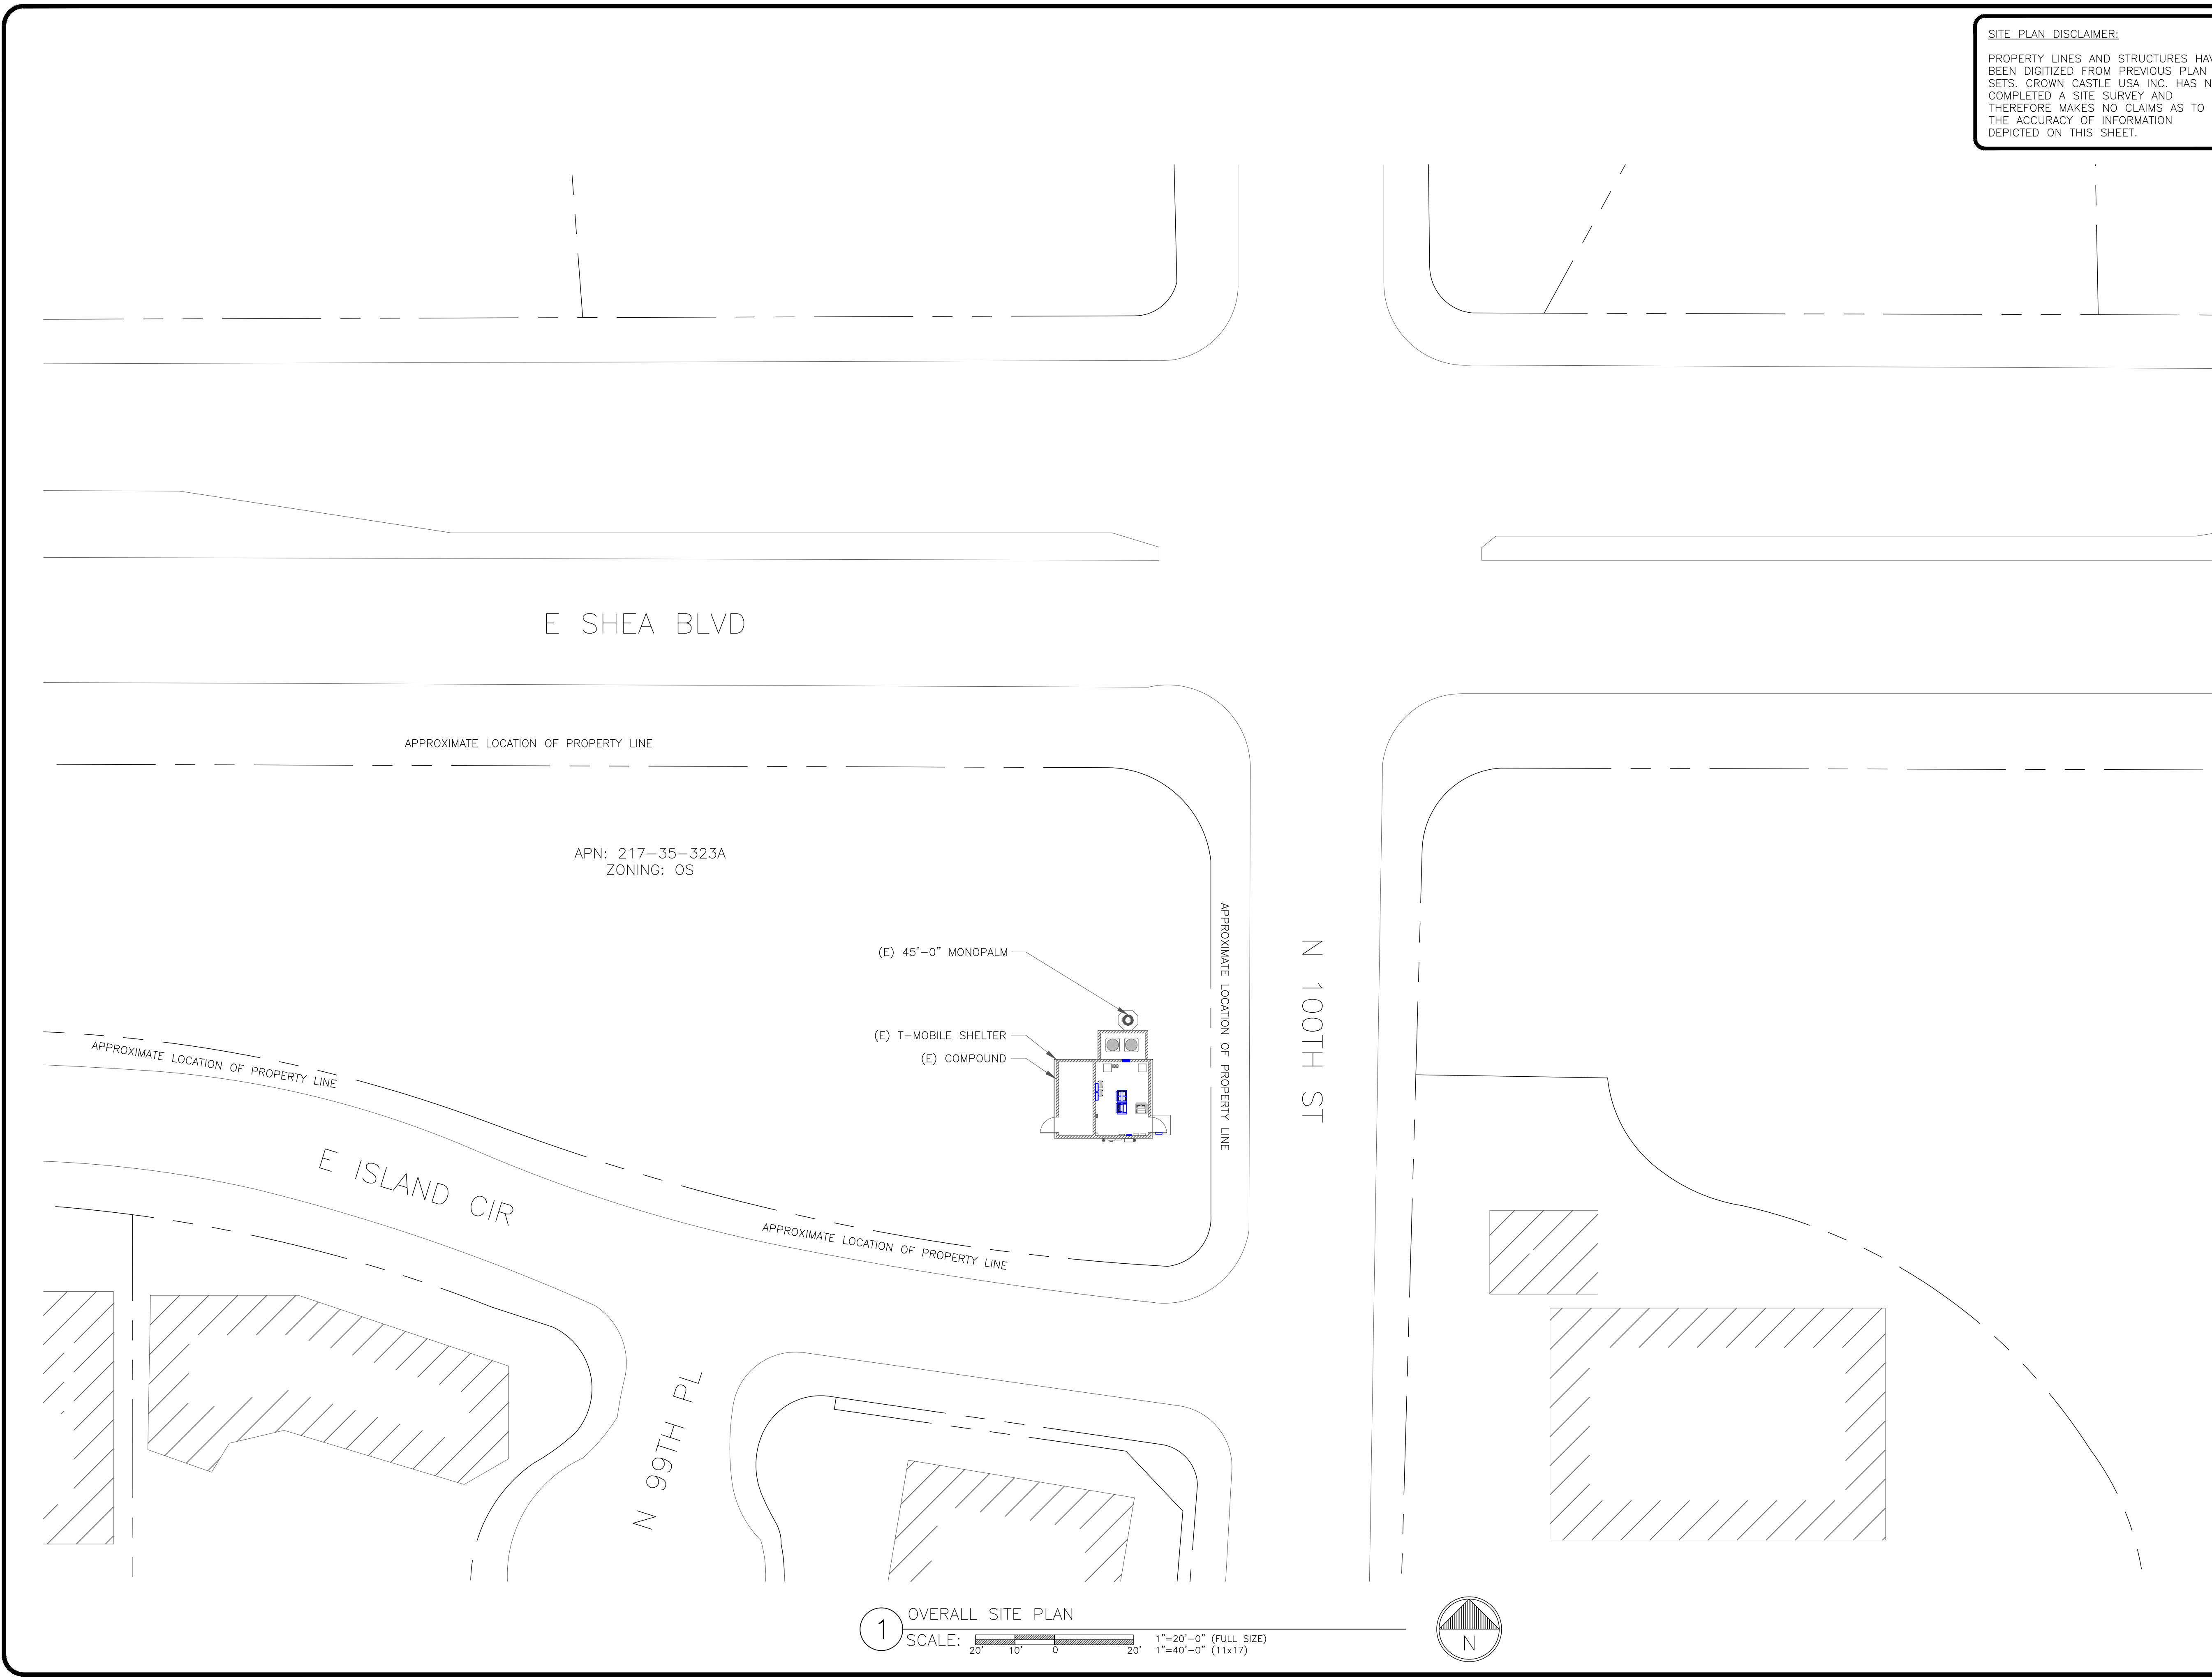 SITE PLAN DISCLAIMER:
PROPERTY LINES AND STRUCTURES
BEEN DIGITIZED FROM PREVIOUS PLAN
SETS. CROWN CASTLE USA INC. HAS
COMPLETED A SITE SURVEY AND
THEREFORE MAKES NO CLAIMS AS TO
THE ACCURACY OF INFORMATION
DEPICTED ON THIS SHEET.
E SHEA BLVD
APPROXIMATE LOCATION OF PROPERTY LINE
APN: 217-35-323A
ZONING: OS
(E) 45'-0" MONOPALM
(E) T-MOBILE SHELTER
(E) COMPOUND
APPROXIMATE LOCATION OF PROPERTY LINE
N 100TH ST
APPROXIMATE LOCATION OF PROPERTY LINE
E ISLAND CIR
APPROXIMATE LOCATION OF PROPERTY LINE
N 99TH PL
1
OVERALL SITE PLAN
SCALE:
20' 10' 0 20'
1"=20'-0" (FULL SIZE)
1"=40'-0" (11x17)
N